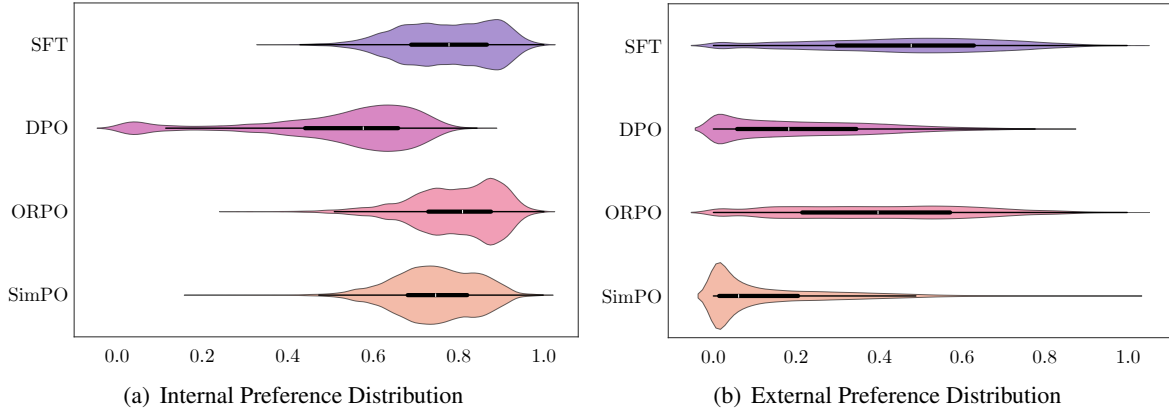 SFT
DPO
ORPO
SimPO
0.0 0.2 0.4 0.6 0.8 1.0
(a) Internal Preference Distribution
SFT
DPO
ORPO
SimPO
0.0 0.2 0.4 0.6 0.8 1.0
(b) External Preference Distribution